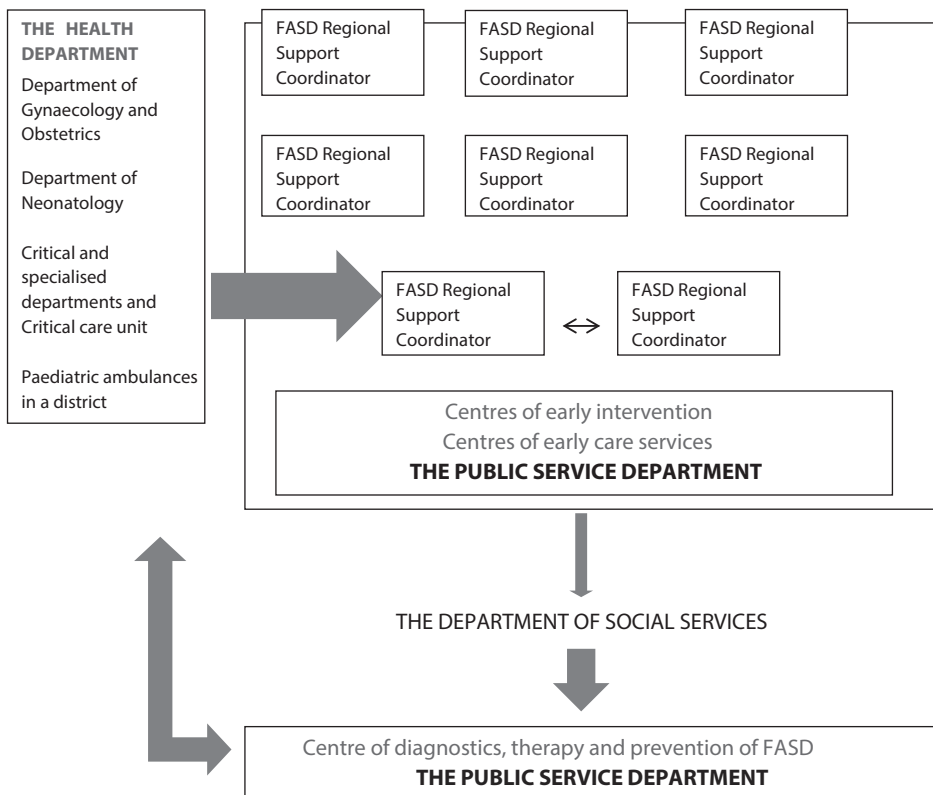 THE HEALTH
DEPARTMENT
Department of
Gynaecology and
Obstetrics
Department of
Neonatology
Critical and
specialised
departments and
Critical care unit
Paediatric ambulances
in a district
FASD Regional
Support
Coordinator
FASD Regional
Support
Coordinator
FASD Regional
Support
Coordinator
FASD Regional
Support
Coordinator
FASD Regional
Support
Coordinator
FASD Regional
Support
Coordinator
FASD Regional
Support
Coordinator
FASD Regional
Support
Coordinator
Centres of early intervention
Centres of early care services
THE PUBLIC SERVICE DEPARTMENT
THE DEPARTMENT OF SOCIAL SERVICES
Centre of diagnostics, therapy and prevention of FASD
THE PUBLIC SERVICE DEPARTMENT